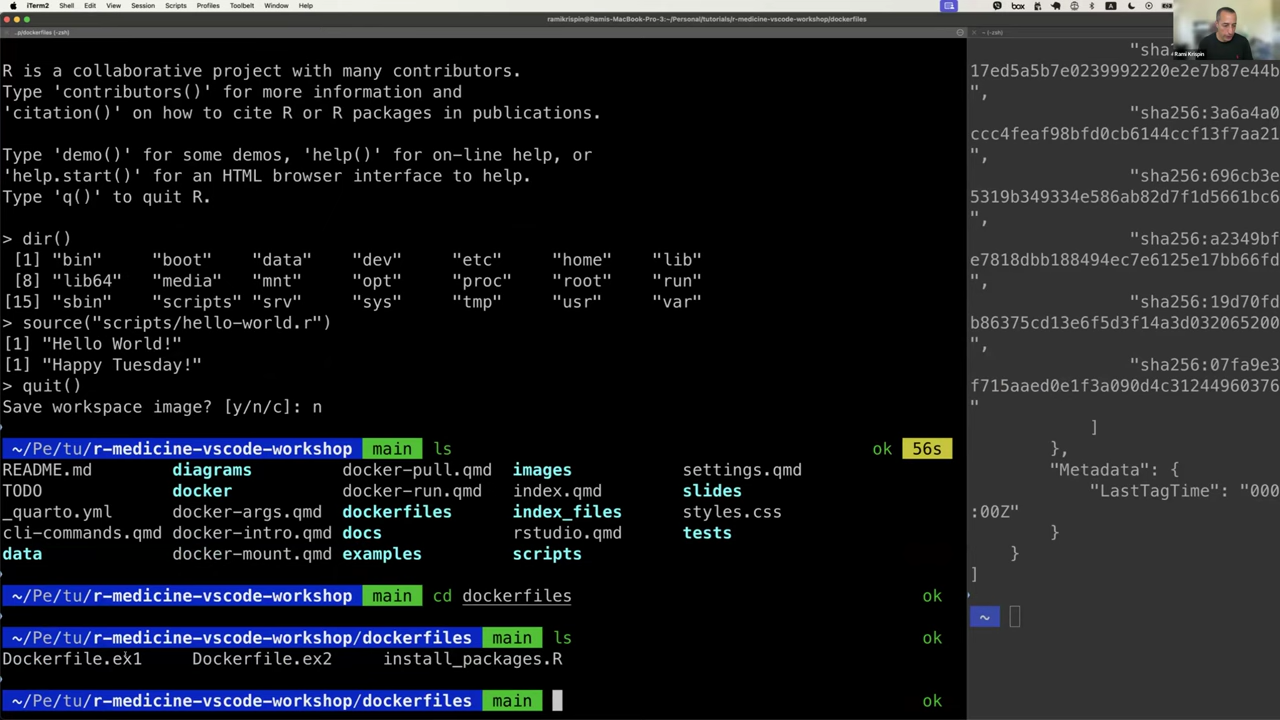 iTerm2 Shell Edit View Session Scripts Profiles Toolbelt Window Help
ramikrispin@Ramis-MacBook-Pro-3:~/Personal/tutorials/r-medicine-vscode-workshop/dockerfiles
..p/dockerfiles (-zsh)
~ (-zsh)
box
Rami Krispin
R is a collaborative project with many contributors.
Type 'contributors()' for more information and
'citation()' on how to cite R or R packages in publications.
Type 'demo()' for some demos, 'help()' for on-line help, or
'help.start()' for an HTML browser interface to help.
Type 'q()' to quit R.
> dir()
[1] "bin" "boot" "data" "dev" "etc" "home" "lib"
[8] "lib64" "media" "mnt" "opt" "proc" "root" "run"
[15] "sbin" "scripts" "srv" "sys" "tmp" "usr" "var"
> source("scripts/hello-world.r")
[1] "Hello World!"
[1] "Happy Tuesday!"
> quit()
Save workspace image? [y/n/c]: n
~/Pe/tu/r-medicine-vscode-workshop main ls ok 56s
README.md diagrams docker-pull.qmd images settings.qmd
TODO docker docker-run.qmd index.qmd slides
_quarto.yml docker-args.qmd dockerfiles index_files styles.css
cli-commands.qmd docker-intro.qmd docs rstudio.qmd tests
data docker-mount.qmd examples scripts
~/Pe/tu/r-medicine-vscode-workshop main cd dockerfiles ok
~/Pe/tu/r-medicine-vscode-workshop/dockerfiles main ls ok
Dockerfile.ex1 Dockerfile.ex2 install_packages.R
~/Pe/tu/r-medicine-vscode-workshop/dockerfiles main ok
"sha256:
17ed5a5b7e0239992220e2e7b87e44b
",
"sha256:3a6a4a0
ccc4feaf98bfd0cb6144ccf13f7aa21
",
"sha256:696cb3e
5319b349334e586ab82d7f1d5661bc6
",
"sha256:a2349bf
e7818dbb188494ec7e6125e17bb66fd
",
"sha256:19d70fd
b86375cd13e6f5d3f14a3d032065200
",
"sha256:07fa9e3
f715aaed0e1f3a090d4c31244960376
"
]
},
"Metadata": {
"LastTagTime": "000
:00Z"
}
}
]
~